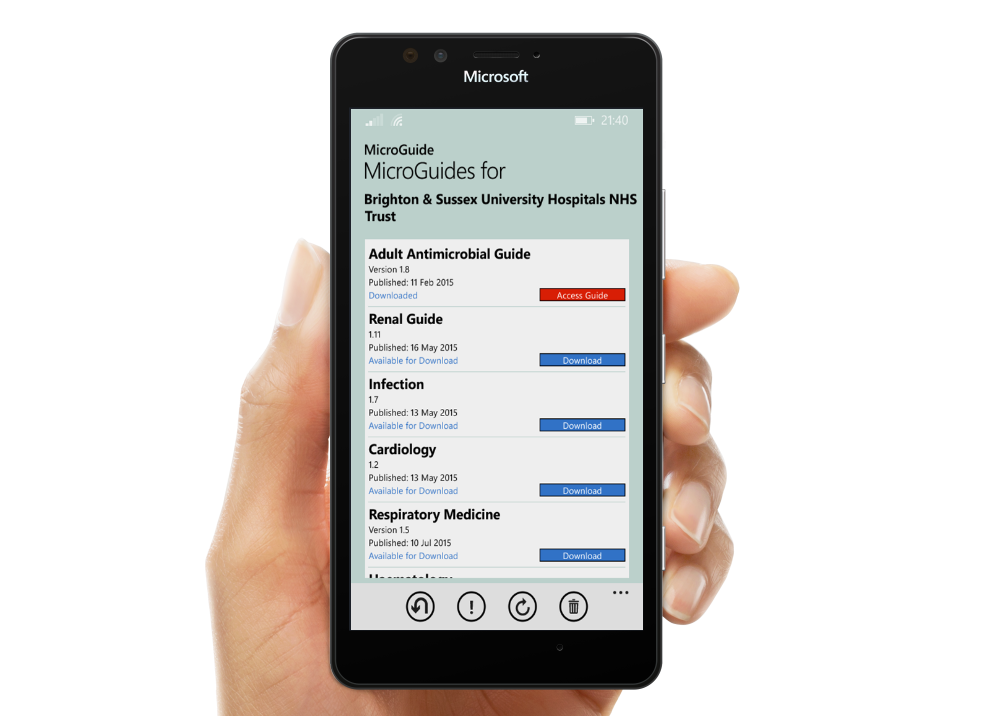 Microsoft
21:40
MicroGuide
MicroGuides for
Brighton & Sussex University Hospitals NHS
Trust
Adult Antimicrobial Guide
Version 1.8
Published: 11 Feb 2015
Downloaded
Access Guide
Renal Guide
1.11
Published: 16 May 2015
Available for Download
Download
Infection
1.7
Published: 13 May 2015
Available for Download
Download
Cardiology
1.2
Published: 13 May 2015
Available for Download
Download
Respiratory Medicine
Version 1.5
Published: 10 Jul 2015
Available for Download
Download
Haematology